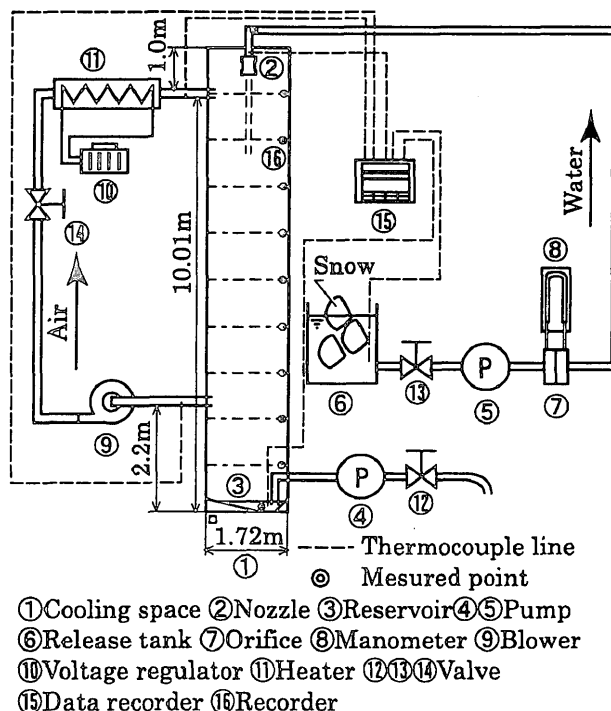 1.0m
⑪
②
⑯
⑩
⑮
Water
⑭
10.01m
⑧
Snow
Air
P
⑥
⑬
⑤
⑦
⑨
2.2m
③
P
④
⑫
1.72m
①
Thermocouple line
Mesured point
①Cooling space ②Nozzle ③Reservoir④⑤Pump
⑥Release tank ⑦Orifice ⑧Manometer ⑨Blower
⑩Voltage regulator ⑪Heater ⑫⑬⑭Valve
⑮Data recorder ⑯Recorder